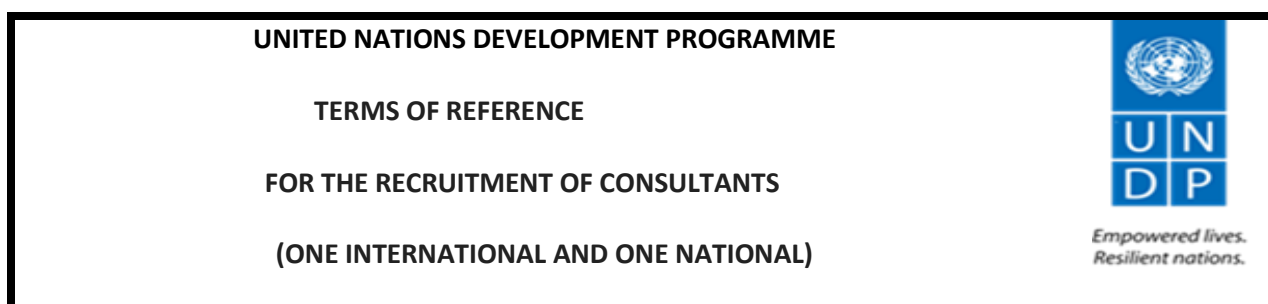 UNITED NATIONS DEVELOPMENT PROGRAMME
TERMS OF REFERENCE
FOR THE RECRUITMENT OF CONSULTANTS
(ONE INTERNATIONAL AND ONE NATIONAL)
U N
D P
Empowered lives.
Resilient nations.